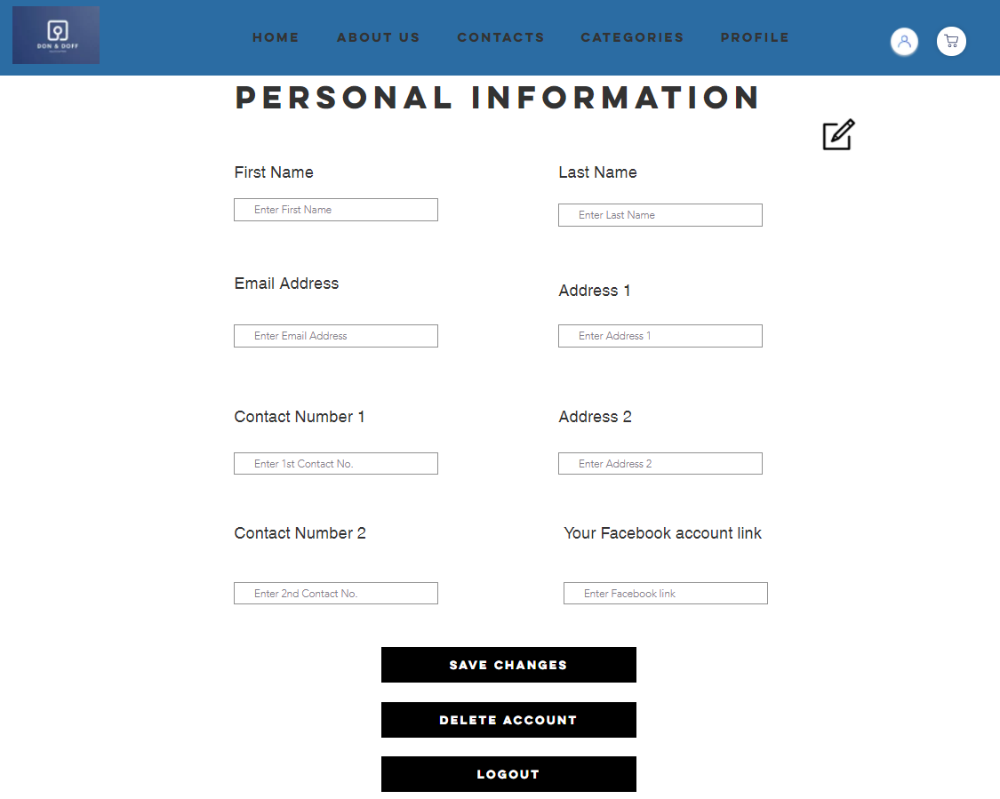 DON & DOFF
HOME ABOUT US CONTACTS CATEGORIES PROFILE
PERSONAL INFORMATION
First Name Last Name
Enter First Name Enter Last Name
Email Address Address 1
Enter Email Address Enter Address 1
Contact Number 1 Address 2
Enter 1st Contact No. Enter Address 2
Contact Number 2 Your Facebook account link
Enter 2nd Contact No. Enter Facebook link
SAVE CHANGES
DELETE ACCOUNT
LOGOUT